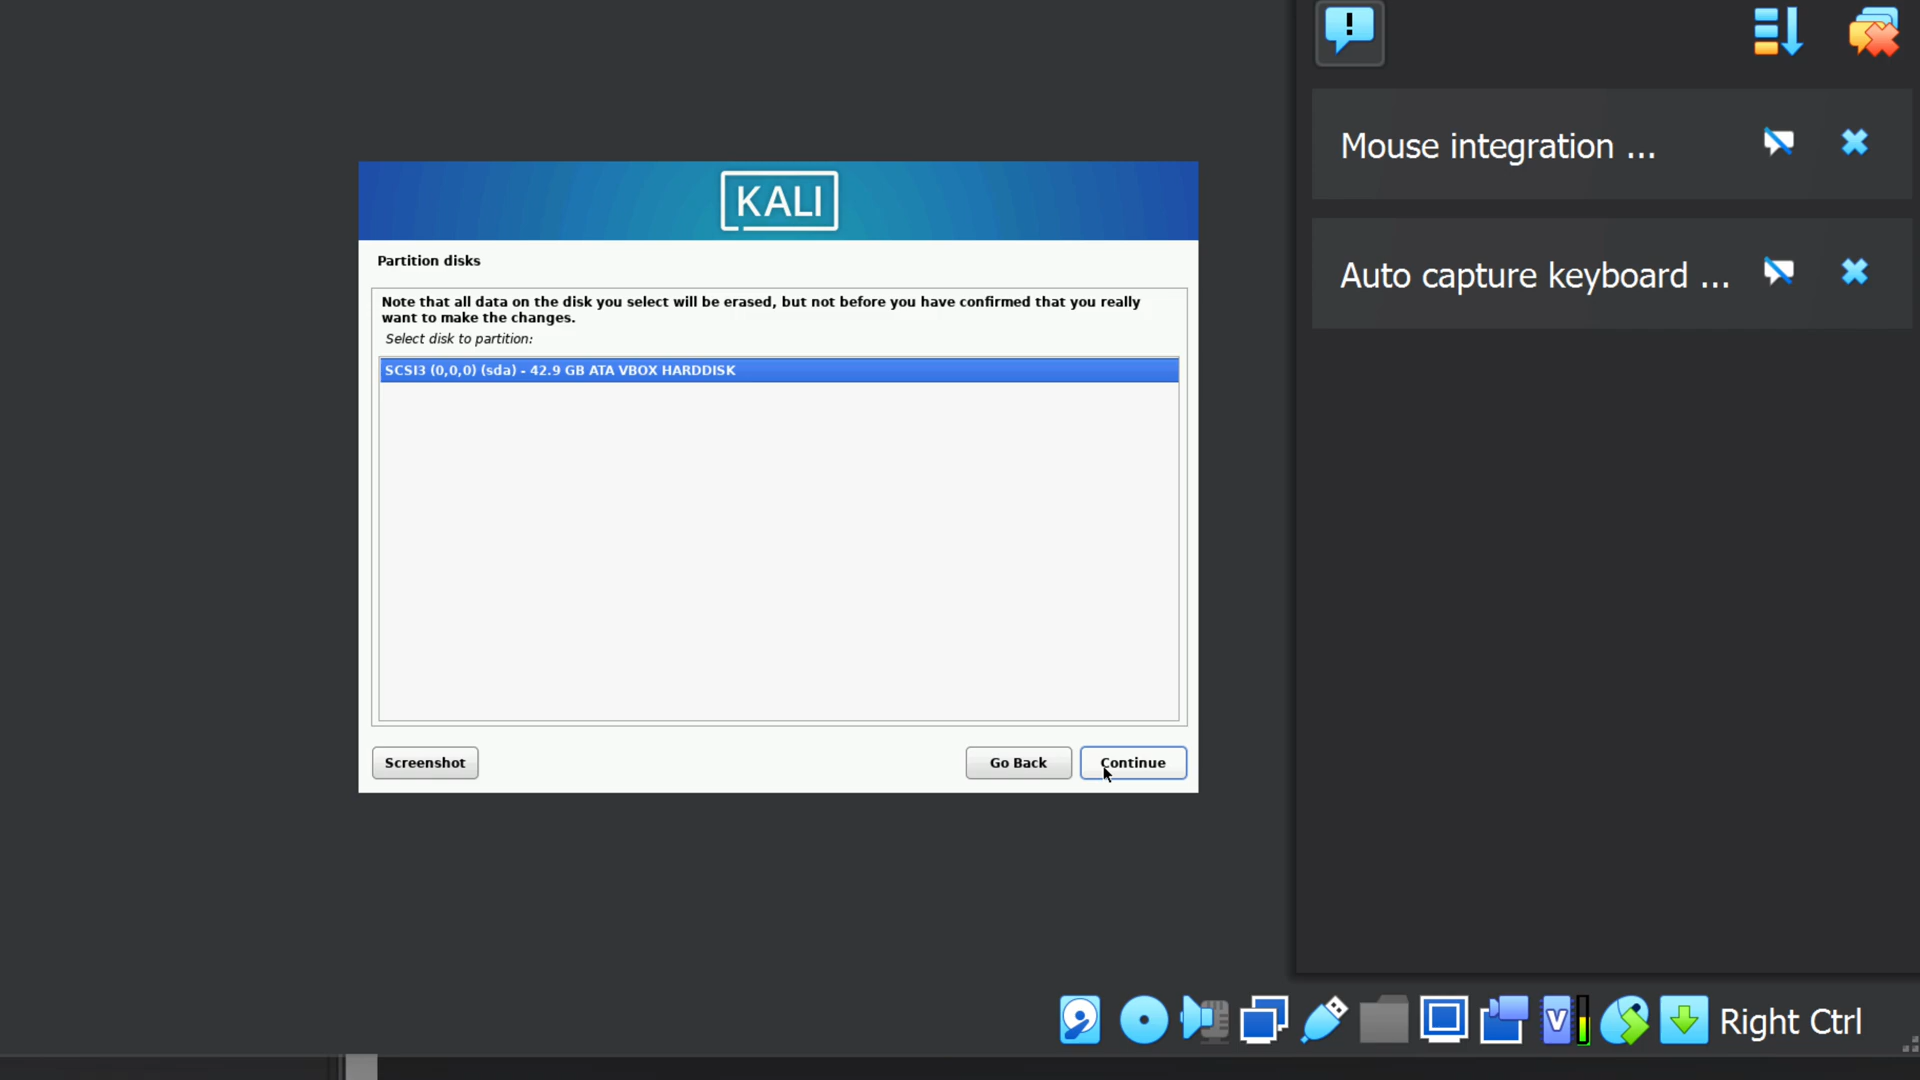 !
Mouse integration ...
Auto capture keyboard ...
KALI
Partition disks
Note that all data on the disk you select will be erased, but not before you have confirmed that you really
want to make the changes.
Select disk to partition:
SCSI3 (0,0,0) (sda) - 42.9 GB ATA VBOX HARDDISK
Screenshot
Go Back
Continue
V
Right Ctrl